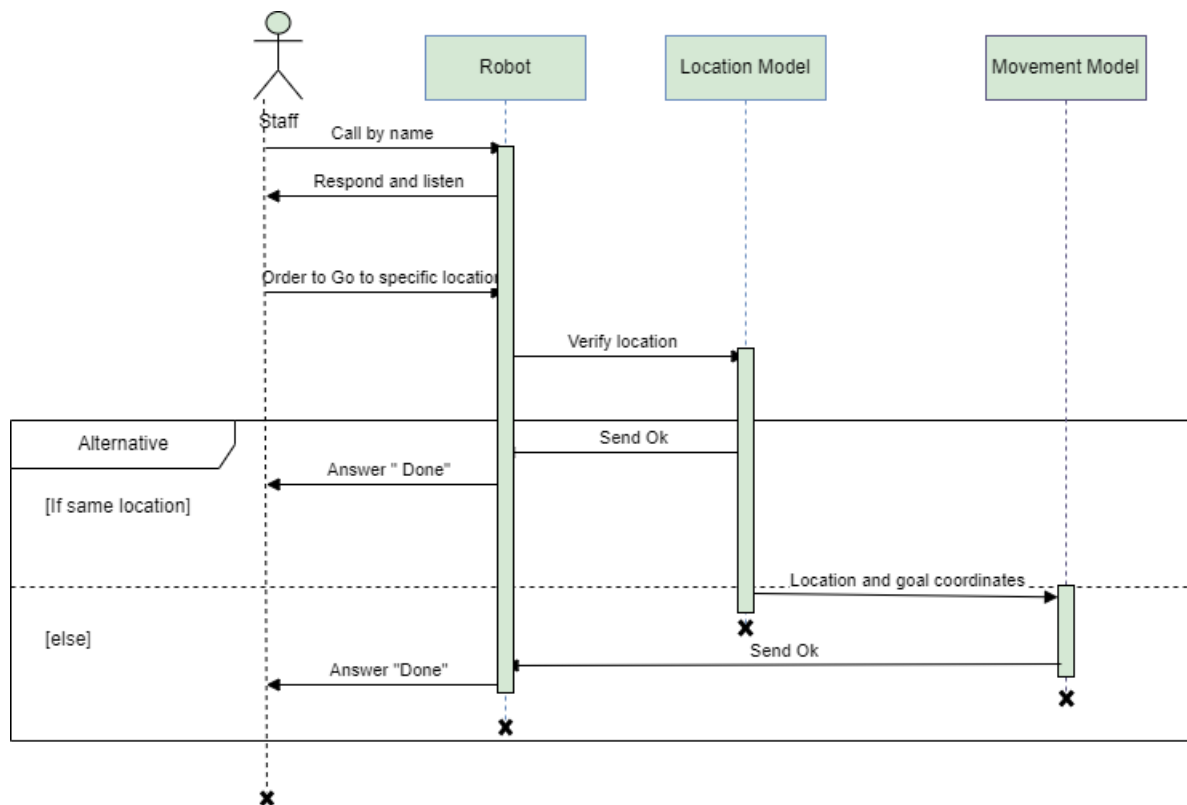 Robot
Location Model
Movement Model
Staff
Call by name
Respond and listen
Order to Go to specific location
Verify location
Alternative
Send Ok
Answer " Done"
[If same location]
Location and goal coordinates
[else]
Send Ok
Answer "Done"